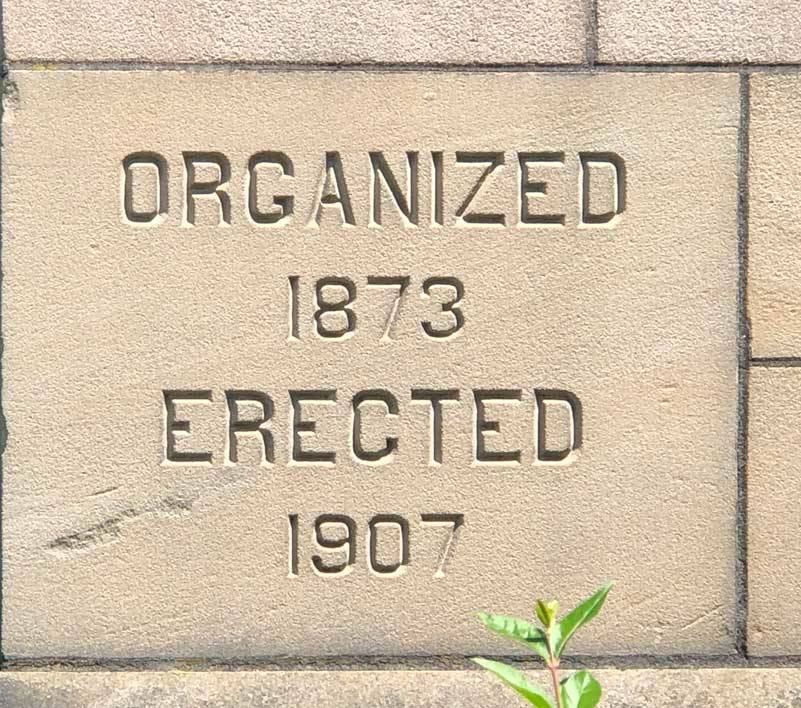 ORGANIZED
1873
ERECTED
1907